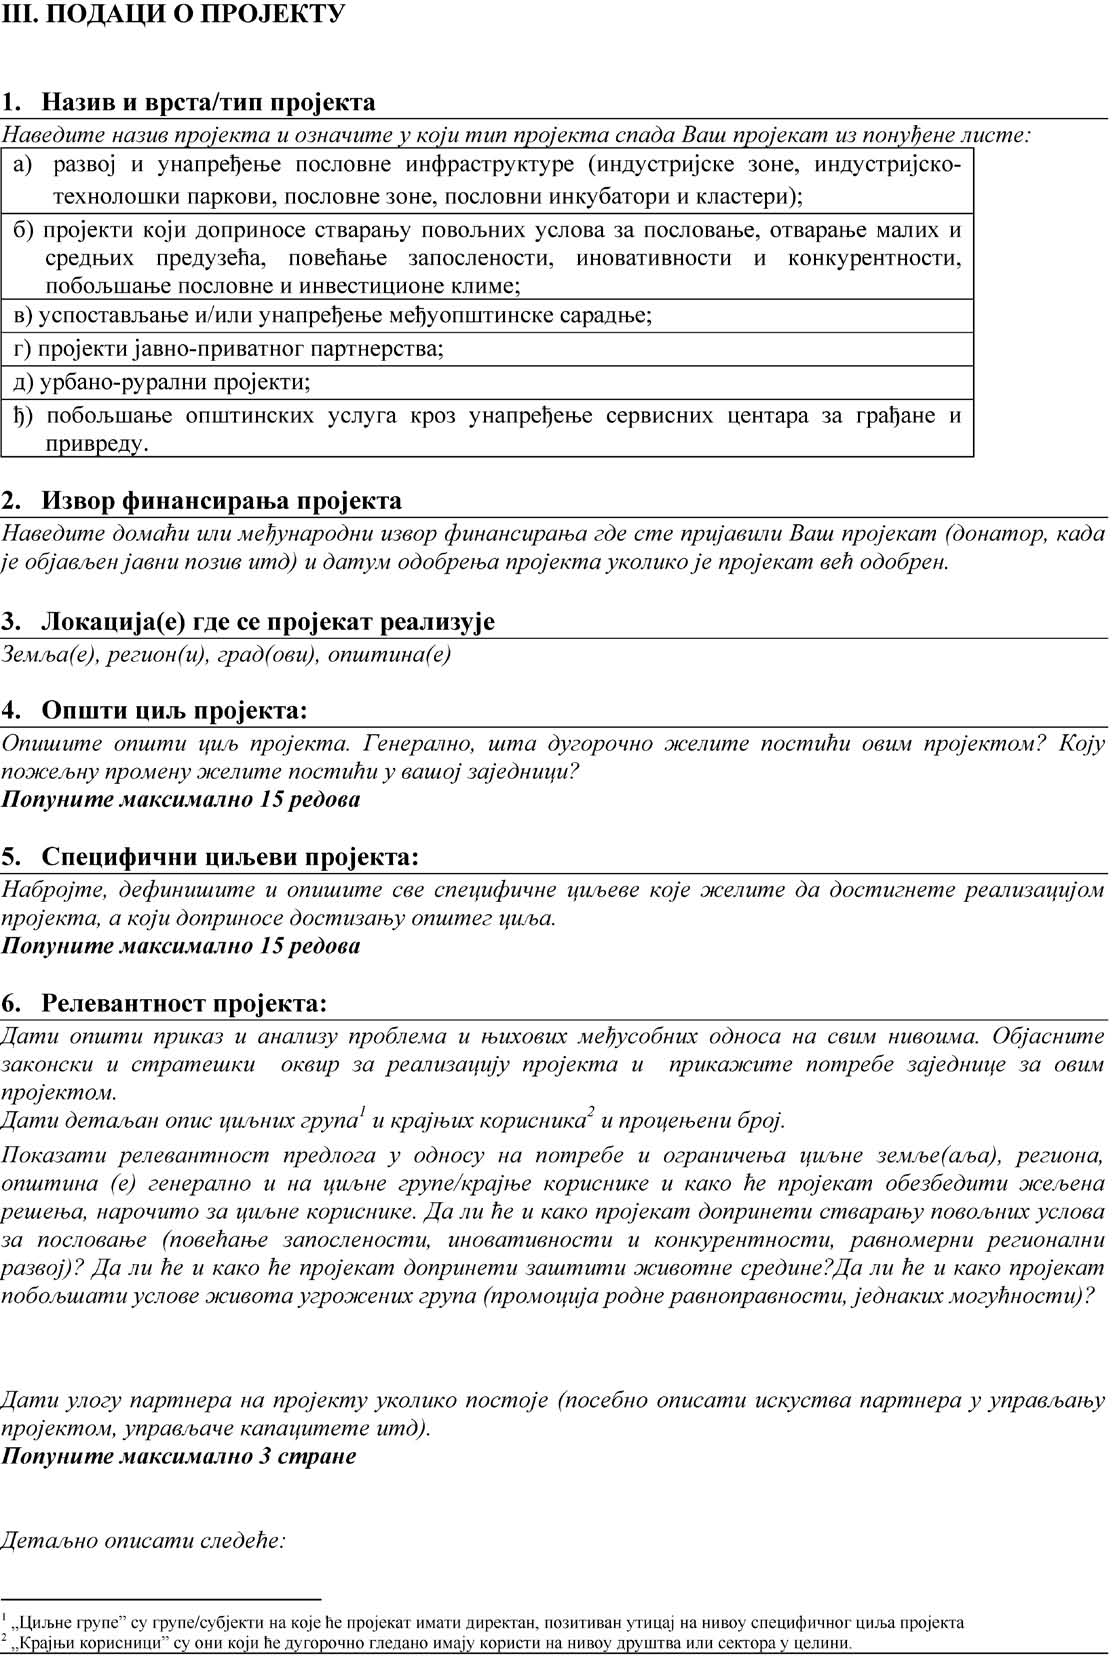 III. ПОДАЦИ О ПРОЈЕКТУ
1. Назив и врста/тип пројекта
Наведите назив пројекта и означите у који тип пројекта спада Ваш пројекат из понуђене листе:
а) развој и унапређење пословне инфраструктуре (индустријске зоне, индустријско-
технолошки паркови, пословне зоне, пословни инкубатори и кластери);
б) пројекти који доприносе стварању повољних услова за пословање, отварање малих и
средњих предузећа, повећање запослености, иновативности и конкурентности,
побољшање пословне и инвестиционе климе;
в) успостављање и/или унапређење међуопштинске сарадње;
г) пројекти јавно-приватног партнерства;
д) урбано-рурални пројекти;
ђ) побољшање општинских услуга кроз унапређење сервисних центара за грађане и
привреду.
2. Извор финансирања пројекта
Наведите домаћи или међународни извор финансирања где сте пријавили Ваш пројекат (донатор, када
је објављен јавни позив итд) и датум одобрења пројекта уколико је пројекат већ одобрен.
3. Локација(е) где се пројекат реализује
Земља(е), регион(и), град(ови), општина(е)
4. Општи циљ пројекта:
Опишите општи циљ пројекта. Генерално, шта дугорочно желите постићи овим пројектом? Коју
пожељну промену желите постићи у вашој заједници?
Попуните максимално 15 редова
5. Специфични циљеви пројекта:
Набројте, дефинишите и опишите све специфичне циљеве које желите да достигнете реализацијом
пројекта, а који доприносе достизању општег циља.
Попуните максимално 15 редова
6. Релевантност пројекта:
Дати општи приказ и анализу проблема и њихових међусобних односа на свим нивоима. Објасните
законски и стратешки оквир за реализацију пројекта и прикажите потребе заједнице за овим
пројектом.
Дати детаљан опис циљних група1 и крајњих корисника2 и процењени број.
Показати релевантност предлога у односу на потребе и ограничења циљне земље(аља), региона,
општина (е) генерално и на циљне групе/крајње кориснике и како ће пројекат обезбедити жељена
решења, нарочито за циљне кориснике. Да ли ће и како пројекат допринети стварању повољних услова
за пословање (повећање запослености, иновативности и конкурентности, равномерни регионални
развој)? Да ли ће и како ће пројекат допринети заштити животне средине?Да ли ће и како пројекат
побољшати услове живота угрожених група (промоција родне равноправности, једнаких могућности)?
Дати улогу партнера на пројекту уколико постоје (посебно описати искуства партнера у управљању
пројектом, управљаче капацитете итд).
Попуните максимално 3 стране
Детаљно описати следеће:
1 „Циљне групе” су групе/субјекти на које ће пројекат имати директан, позитиван утицај на нивоу специфичног циља пројекта
2 „Крајњи корисници” су они који ће дугорочно гледано имају користи на нивоу друштва или сектора у целини.